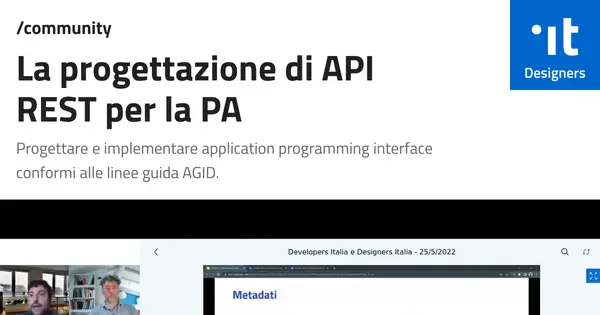 /community
·it
Designers
La progettazione di API
REST per la PA
Progettare e implementare application programming interface
conformi alle linee guida AGID.
Developers Italia e Designers Italia - 25/5/2022
Metadati